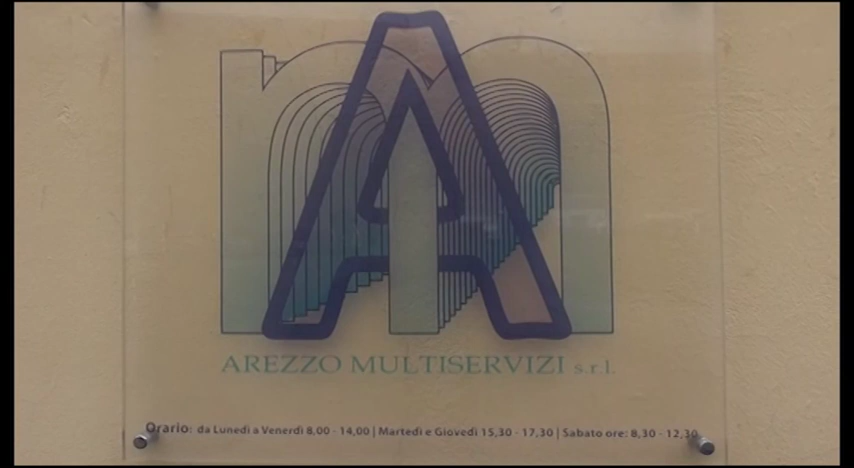 Am
AREZZO MULTISERVIZI s.r.l.
Orario: da Lunedì a Venerdì 8,00 - 14,00 | Martedì e Giovedì 15,30 - 17,30 | Sabato ore: 8,30 - 12,30